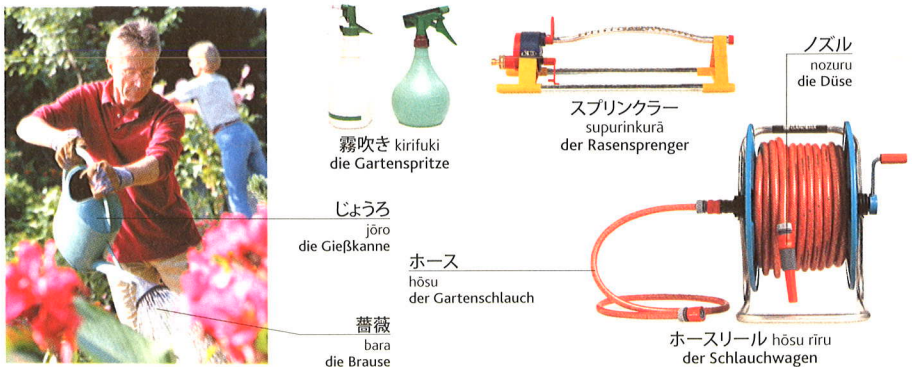 霧吹き kirifuki
die Gartenspritze
スプリンクラー
supurinkurā
der Rasensprenger
ノズル
nozuru
die Düse
じょうろ
jōro
die Gießkanne
ホース
hōsu
der Gartenschlauch
薔薇
bara
die Brause
ホースリール hōsu rīru
der Schlauchwagen